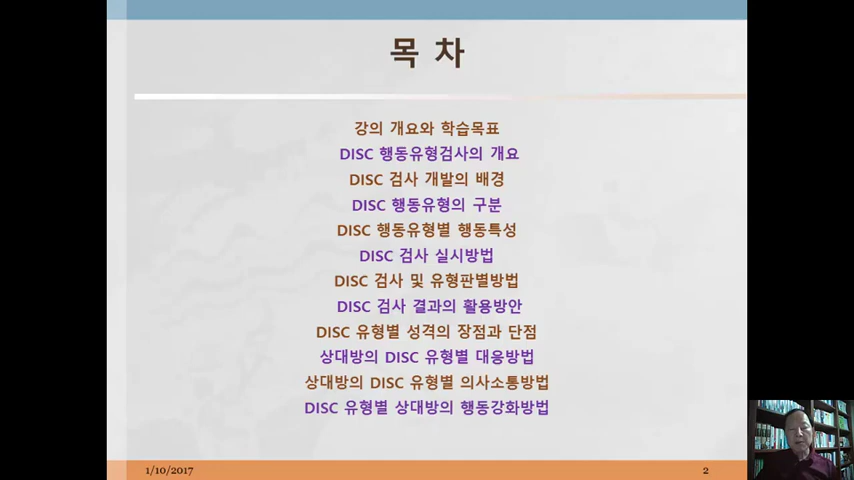 목 차
강의 개요와 학습목표
DISC 행동유형검사의 개요
DISC 검사 개발의 배경
DISC 행동유형의 구분
DISC 행동유형별 행동특성
DISC 검사 실시방법
DISC 검사 및 유형판별방법
DISC 검사 결과의 활용방안
DISC 유형별 성격의 장점과 단점
상대방의 DISC 유형별 대응방법
상대방의 DISC 유형별 의사소통방법
DISC 유형별 상대방의 행동강화방법
1/10/2017
2